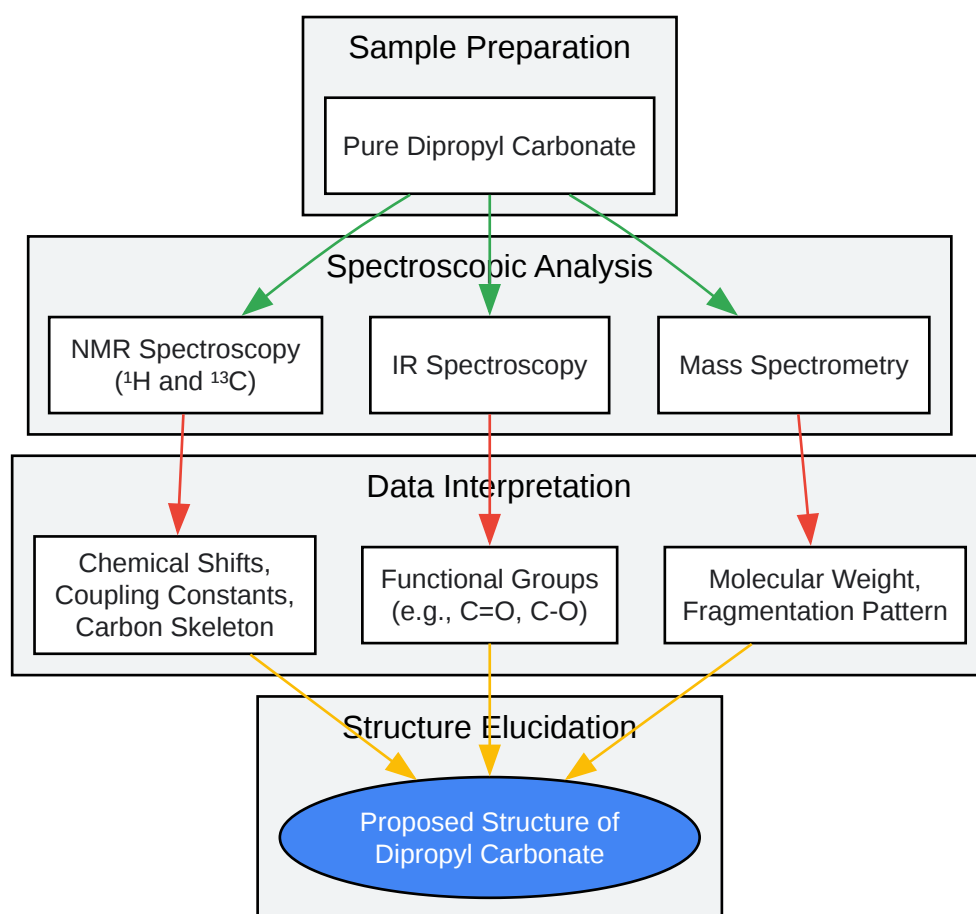 Sample Preparation
Pure Dipropyl Carbonate
Spectroscopic Analysis
NMR Spectroscopy
(¹H and ¹³C)
IR Spectroscopy
Mass Spectrometry
Data Interpretation
Chemical Shifts,
Coupling Constants,
Carbon Skeleton
Functional Groups
(e.g., C=O, C-O)
Molecular Weight,
Fragmentation Pattern
Structure Elucidation
Proposed Structure of
Dipropyl Carbonate